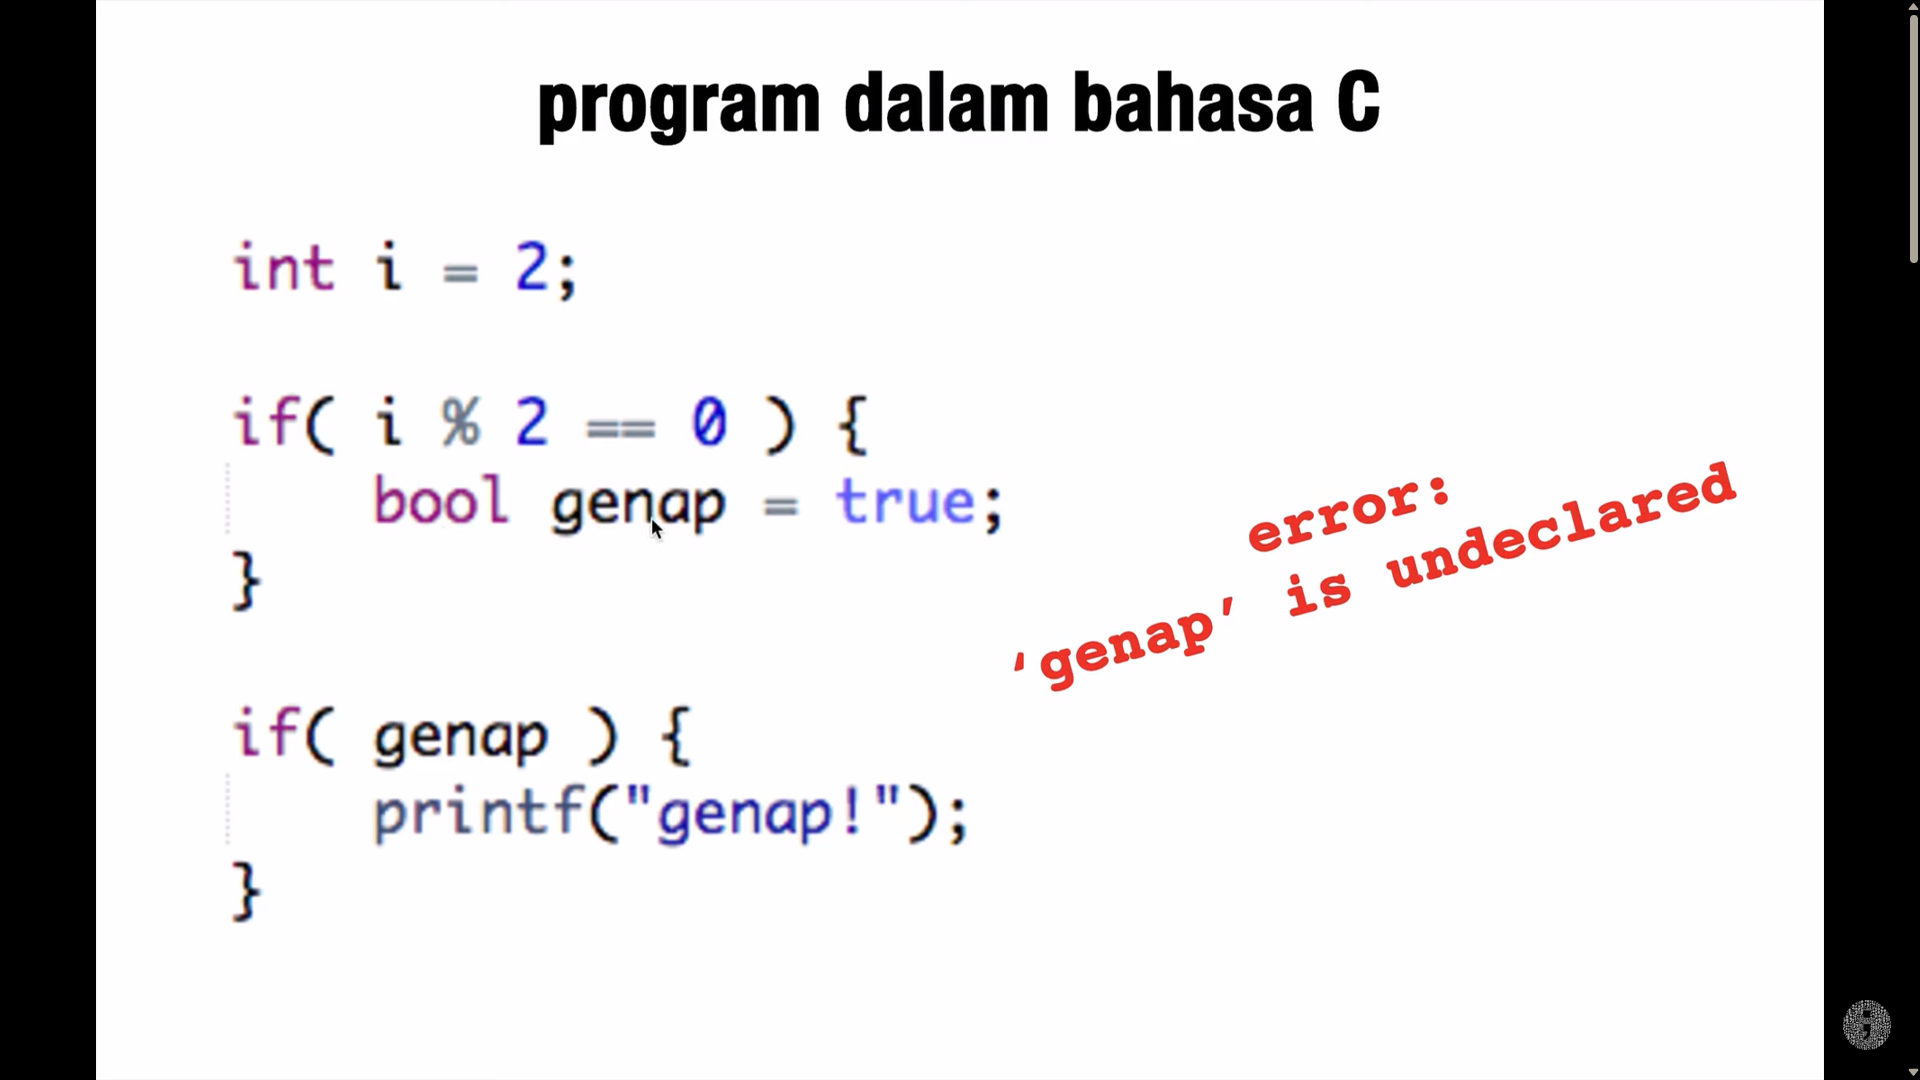 program dalam bahasa C
int i = 2;
if( i % 2 == 0 ) {
bool genap = true;
}
error:
‘genap’ is undeclared
if( genap ) {
printf("genap!");
}